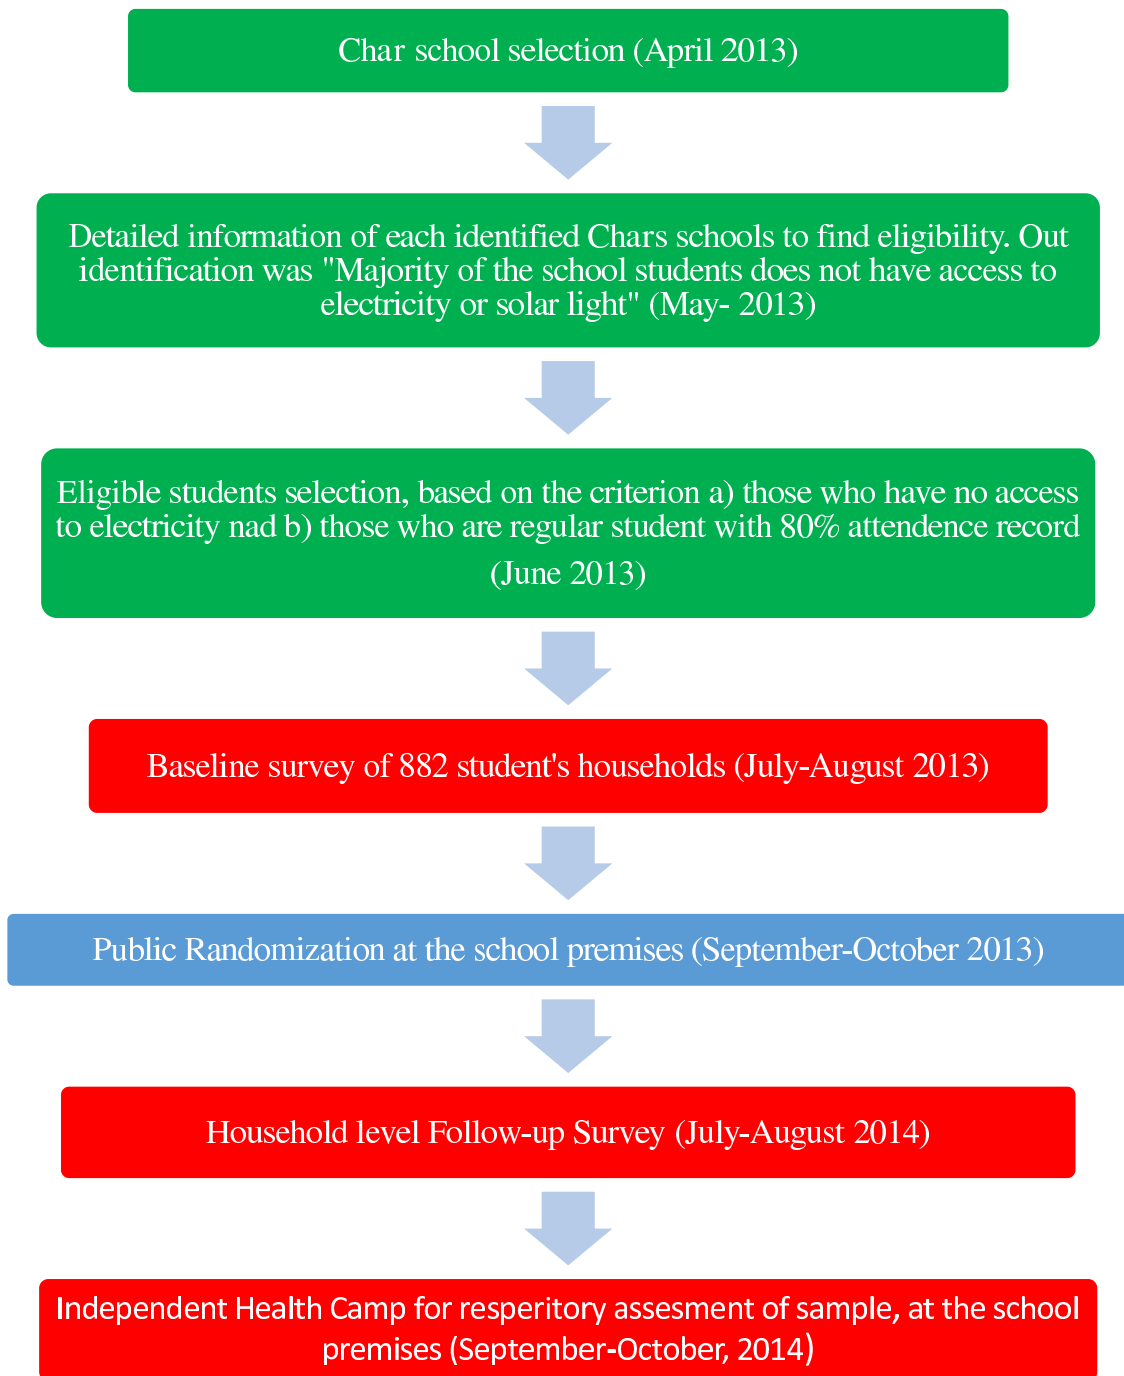 Char school selection (April 2013)
Detailed information of each identified Chars schools to find eligibility. Out
identification was "Majority of the school students does not have access to
electricity or solar light" (May- 2013)
Eligible students selection, based on the criterion a) those who have no access
to electricity nad b) those who are regular student with 80% attendence record
(June 2013)
Baseline survey of 882 student's households (July-August 2013)
Public Randomization at the school premises (September-October 2013)
Household level Follow-up Survey (July-August 2014)
Independent Health Camp for resperitory assesment of sample, at the school
premises (September-October, 2014)